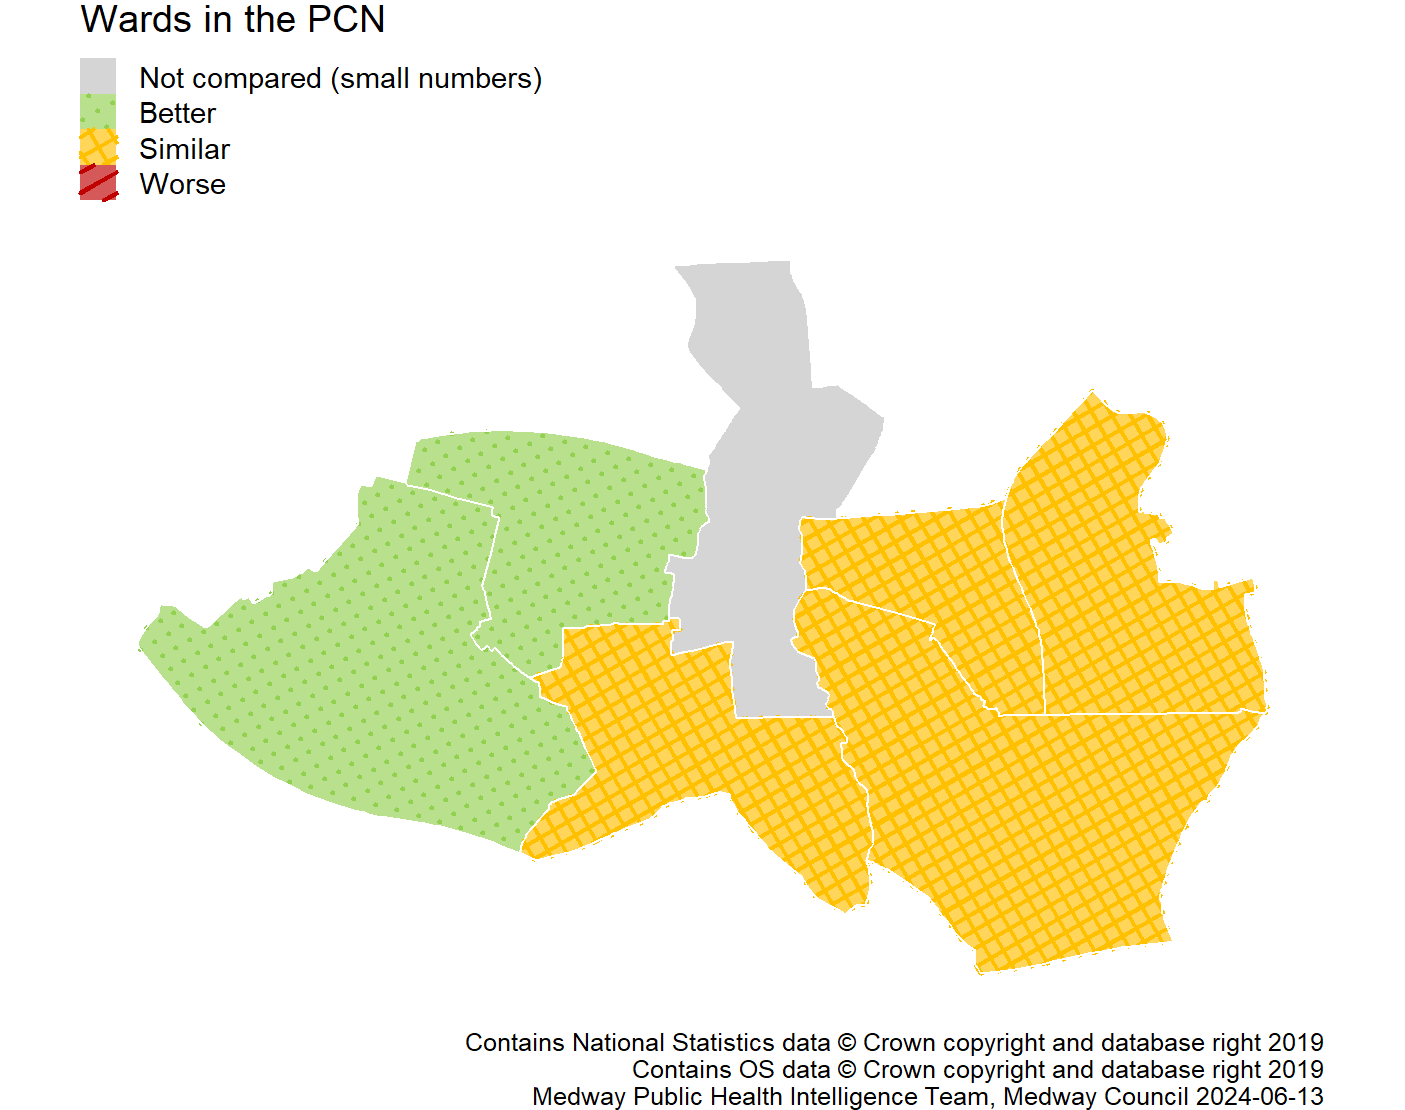 Wards in the PCN
Not compared (small numbers)
Better
Similar
Worse
Contains National Statistics data © Crown copyright and database right 2019
Contains OS data © Crown copyright and database right 2019
Medway Public Health Intelligence Team, Medway Council 2024-06-13